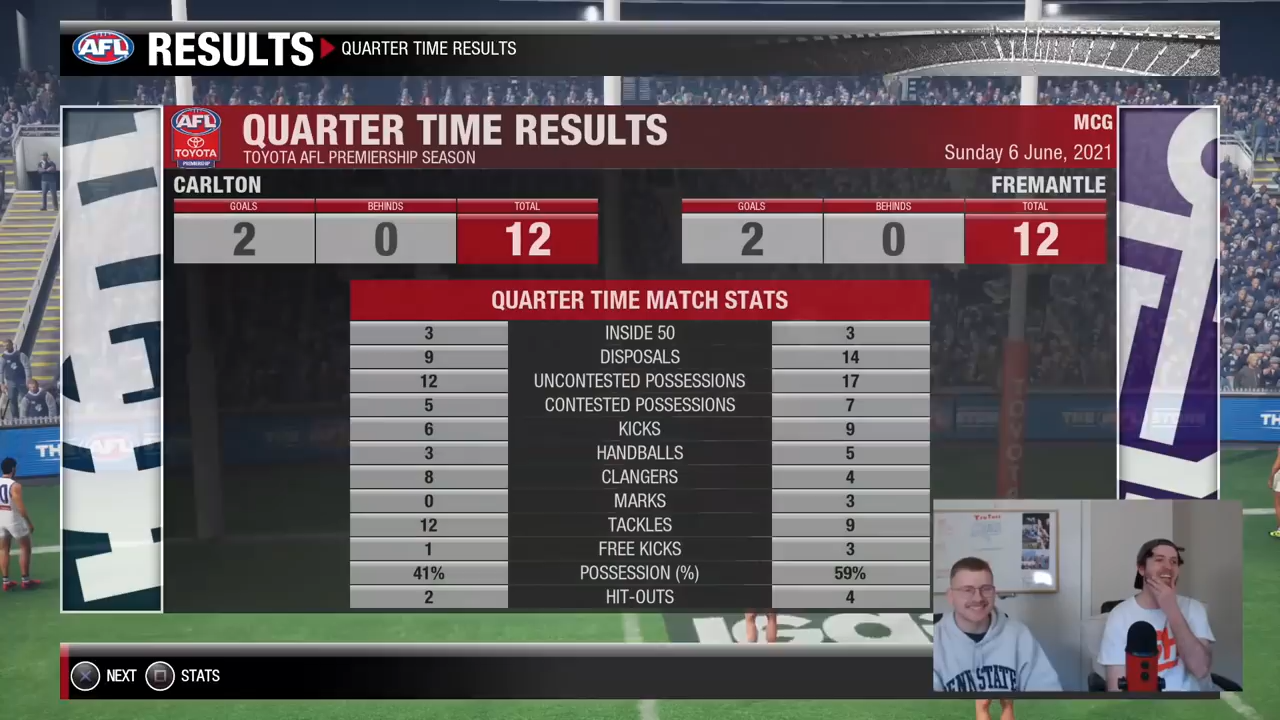 AFL RESULTS QUARTER TIME RESULTS
AFL
TOYOTA
PREMIERSHIP
QUARTER TIME RESULTS
TOYOTA AFL PREMIERSHIP SEASON
MCG
Sunday 6 June, 2021
CARLTON
FREMANTLE
GOALS BEHINDS TOTAL GOALS BEHINDS TOTAL
2 0 12 2 0 12
QUARTER TIME MATCH STATS
3 INSIDE 50 3
9 DISPOSALS 14
12 UNCONTESTED POSSESSIONS 17
5 CONTESTED POSSESSIONS 7
6 KICKS 9
3 HANDBALLS 5
8 CLANGERS 4
0 MARKS 3
12 TACKLES 9
1 FREE KICKS 3
41% POSSESSION (%) 59%
2 HIT-OUTS 4
NEXT STATS